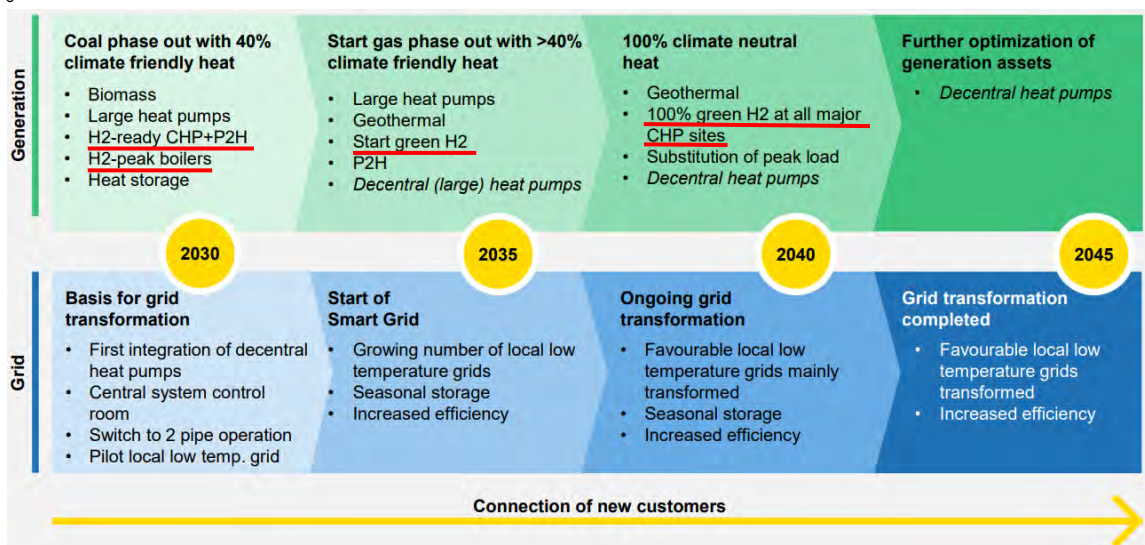 Generation
Coal phase out with 40%
climate friendly heat
• Biomass
• Large heat pumps
• H2-ready CHP+P2H
• H2-peak boilers
• Heat storage
Start gas phase out with >40%
climate friendly heat
• Large heat pumps
• Geothermal
• Start green H2
• P2H
• Decentral (large) heat pumps
100% climate neutral
heat
• Geothermal
• 100% green H2 at all major
CHP sites
• Substitution of peak load
• Decentral heat pumps
Further optimization of
generation assets
• Decentral heat pumps
2030
2035
2040
2045
Grid
Basis for grid
transformation
• First integration of decentral
heat pumps
• Central system control
room
• Switch to 2 pipe operation
• Pilot local low temp. grid
Start of
Smart Grid
• Growing number of local low
temperature grids
• Seasonal storage
• Increased efficiency
Ongoing grid
transformation
• Favourable local low
temperature grids mainly
transformed
• Seasonal storage
• Increased efficiency
Grid transformation
completed
• Favourable local low
temperature grids
transformed
• Increased efficiency
Connection of new customers